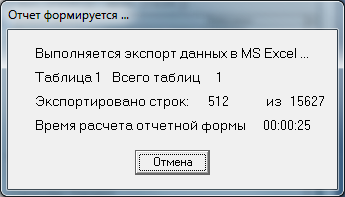 Отчет формируется ...
Выполняется экспорт данных в MS Excel ...
Таблица 1 Всего таблиц 1
Экспортировано строк: 512 из 15627
Время расчета отчетной формы 00:00:25
Отмена